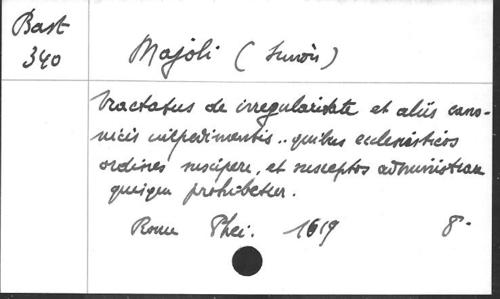 Bast
340
Majoli (Simon)
Tractatus de irregularitate et aliis cano-
nicis impedimentis.. quibus ecclesiasticos
ordines suscipere, et susceptos administrare
quisque prohibetur.
Rome Phei. 1619 8-